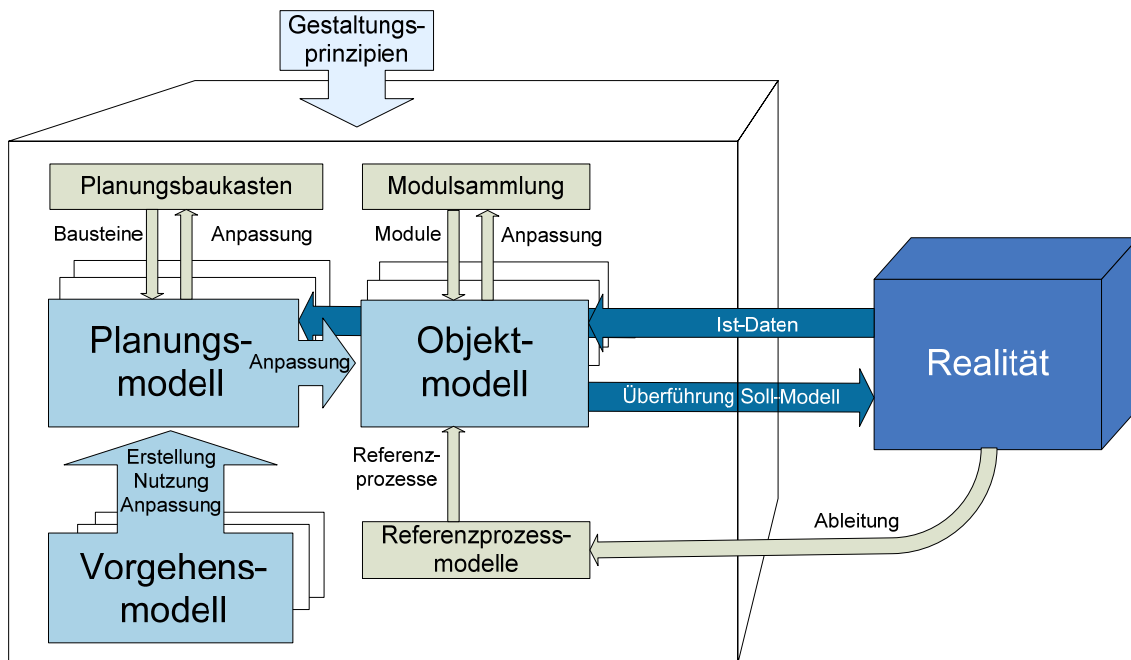 Gestaltungs-
prinzipien
Planungsbaukasten
Modulsammlung
Bausteine
Anpassung
Module
Anpassung
Planungs-
modell
Anpassung
Objekt-
modell
Ist-Daten
Überführung Soll-Modell
Realität
Erstellung
Nutzung
Anpassung
Referenz-
prozesse
Ableitung
Vorgehens-
modell
Referenzprozess-
modelle